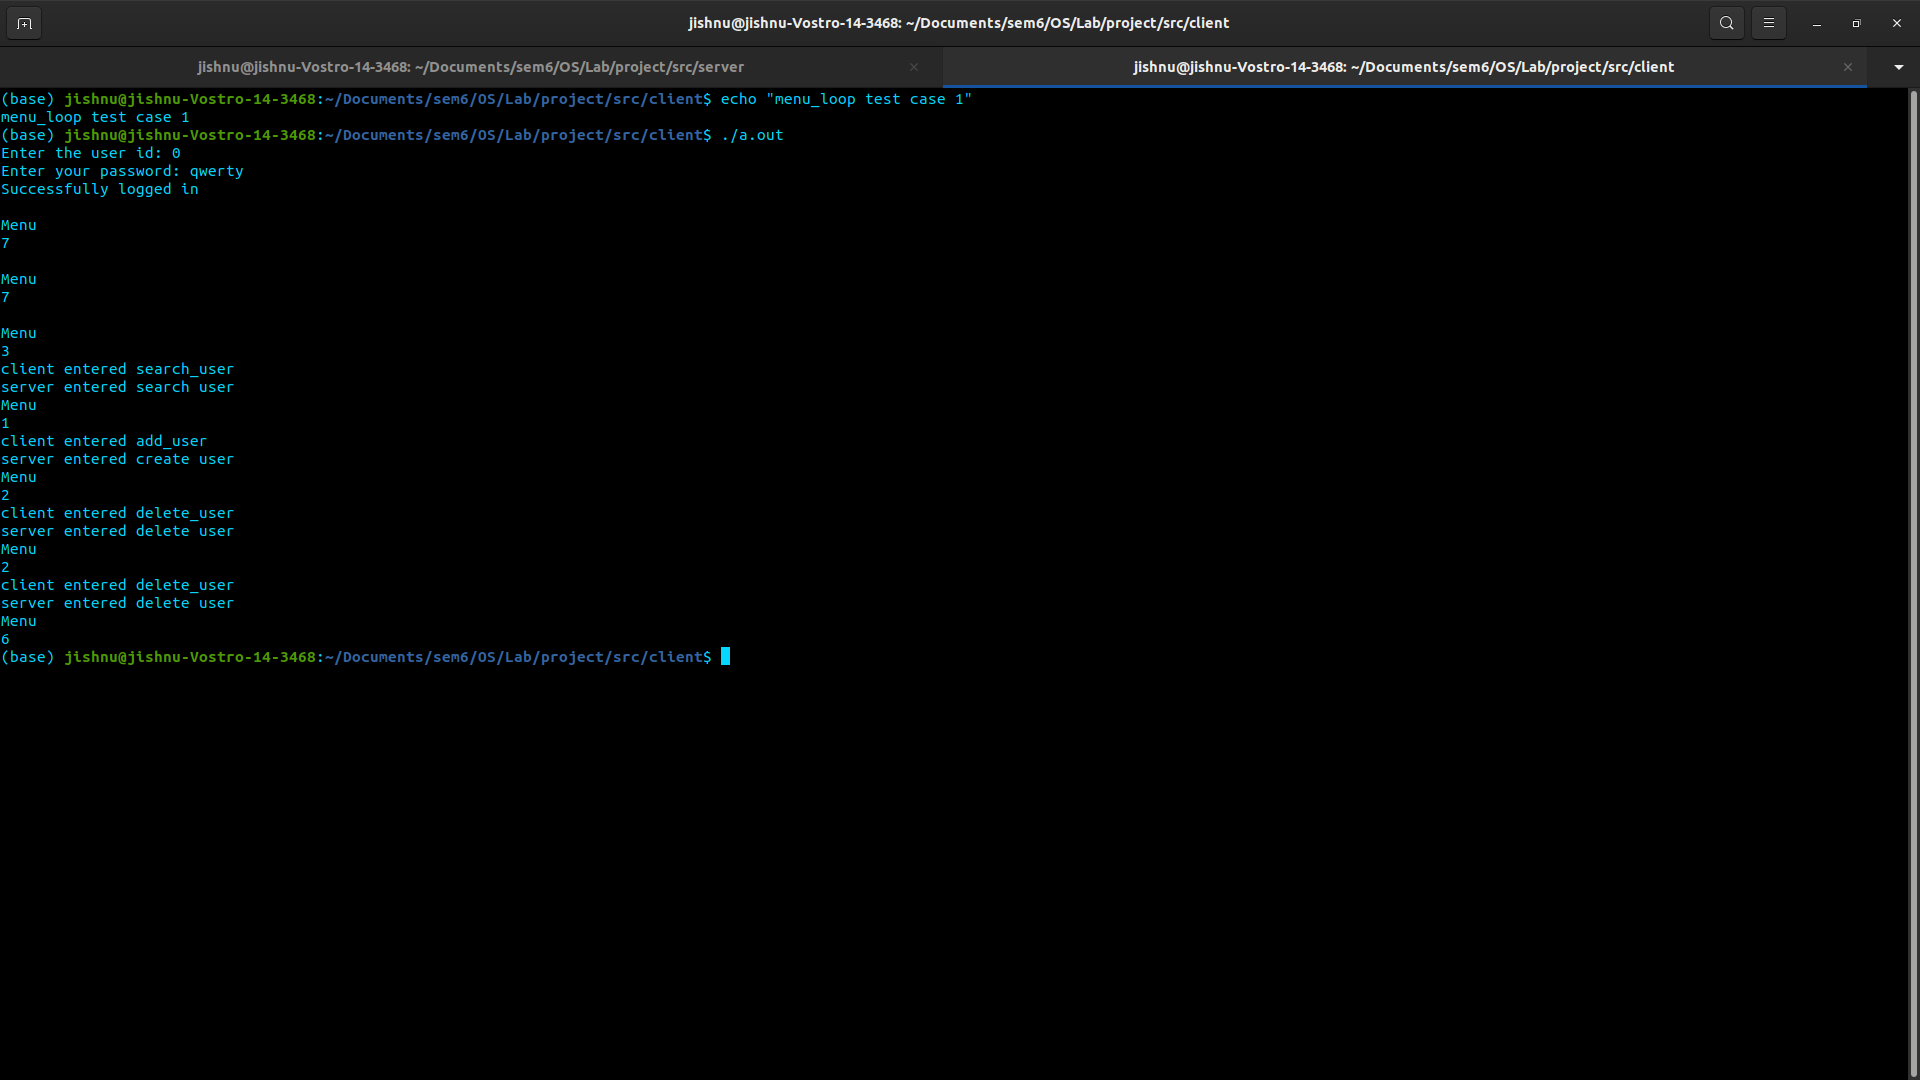 jishnu@jishnu-Vostro-14-3468: ~/Documents/sem6/OS/Lab/project/src/client
jishnu@jishnu-Vostro-14-3468: ~/Documents/sem6/OS/Lab/project/src/server
jishnu@jishnu-Vostro-14-3468: ~/Documents/sem6/OS/Lab/project/src/client
(base) jishnu@jishnu-Vostro-14-3468:~/Documents/sem6/OS/Lab/project/src/client$ echo "menu_loop test case 1"
menu_loop test case 1
(base) jishnu@jishnu-Vostro-14-3468:~/Documents/sem6/OS/Lab/project/src/client$ ./a.out
Enter the user id: 0
Enter your password: qwerty
Successfully logged in
Menu
7
Menu
7
Menu
3
client entered search_user
server entered search user
Menu
1
client entered add_user
server entered create user
Menu
2
client entered delete_user
server entered delete user
Menu
2
client entered delete_user
server entered delete user
Menu
6
(base) jishnu@jishnu-Vostro-14-3468:~/Documents/sem6/OS/Lab/project/src/client$